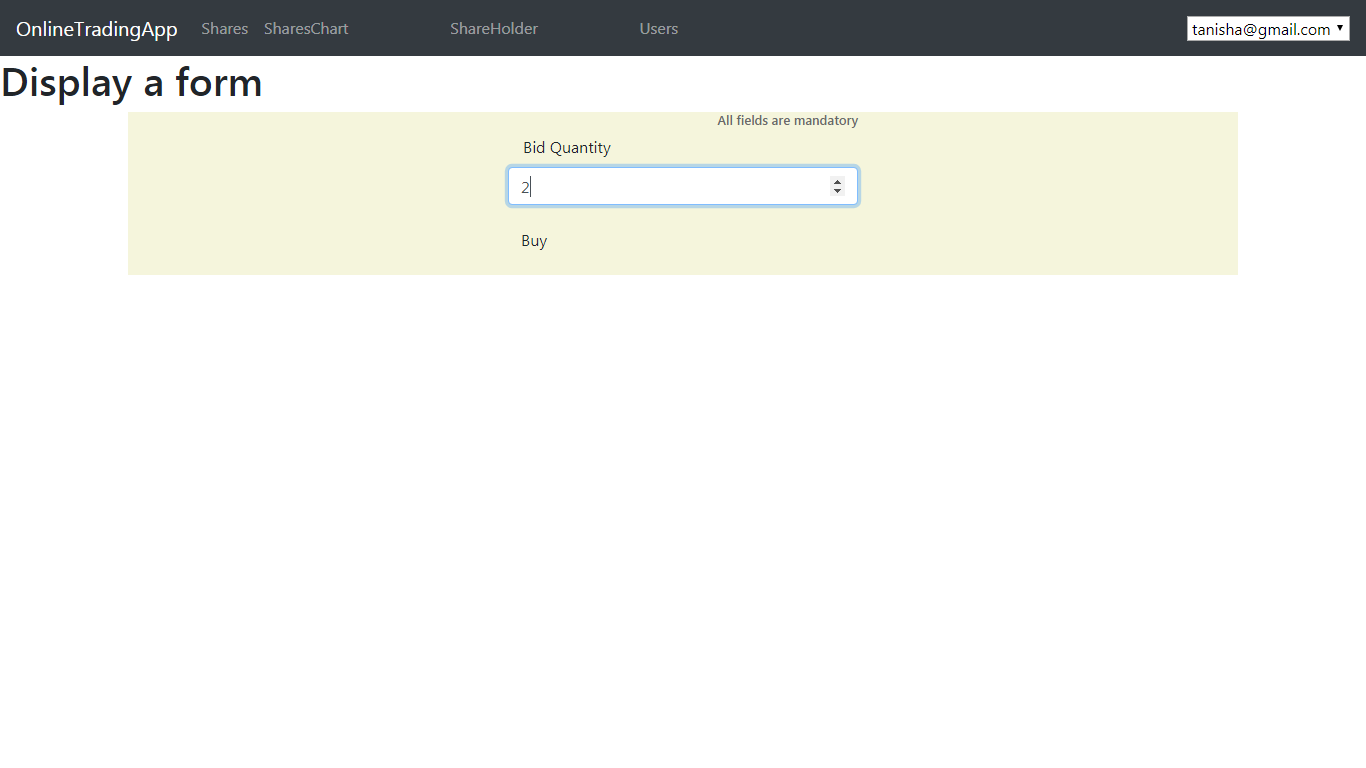 OnlineTradingApp Shares SharesChart ShareHolder Users tanisha@gmail.com
Display a form
All fields are mandatory
Bid Quantity
2
Buy